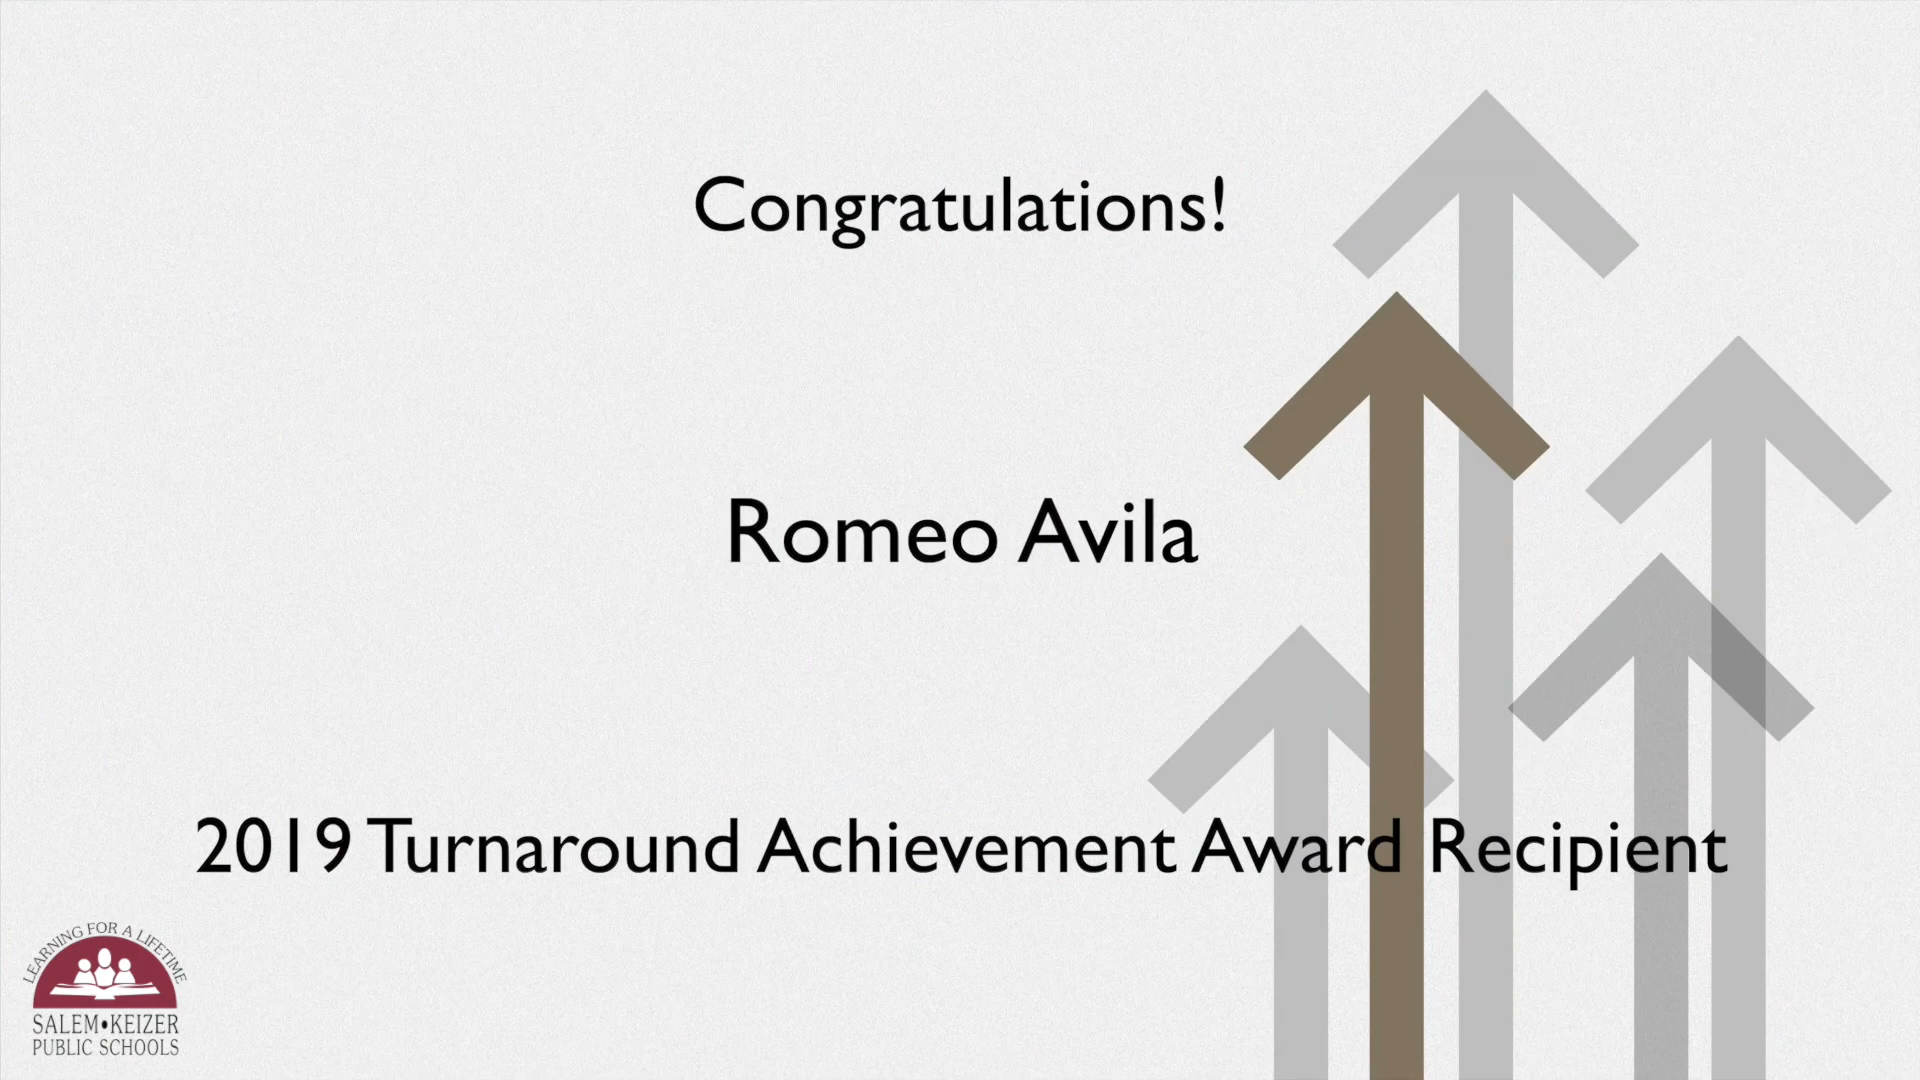 Congratulations!
Romeo Avila
2019 Turnaround Achievement Award Recipient
LEARNING FOR A LIFETIME
SALEM•KEIZER
PUBLIC SCHOOLS